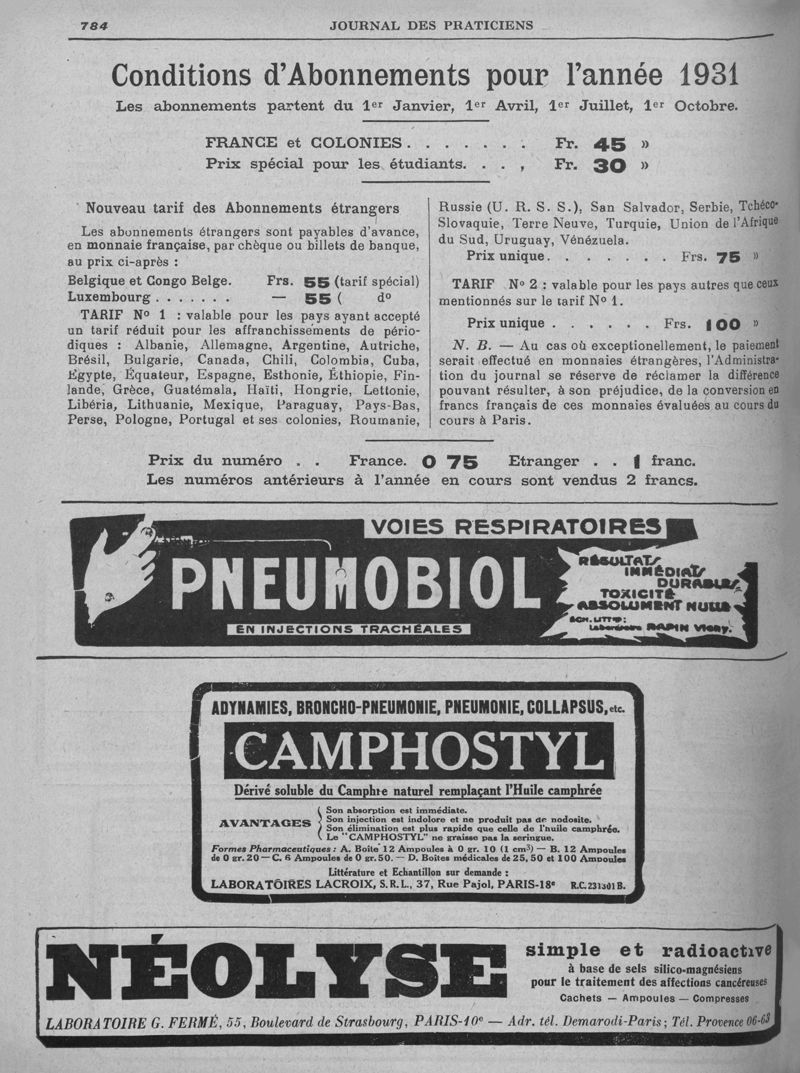 784
JOURNAL DES PRATICIENS
Conditions d'Abonnements pour l'année 1931
Les abonnements partent du 1er Janvier, 1er Avril, 1er Juillet, 1er Octobre.
FRANCE et COLONIES . . . . . . . Fr. 45 »
Prix spécial pour les étudiants. . . , Fr. 30 »
Nouveau tarif des Abonnements étrangers
Les abonnements étrangers sont payables d'avance,
en monnaie française, par chèque ou billets de banque,
au prix ci-après :
Belgique et Congo Belge. Frs. 55 (tarif spécial)
Luxembourg . . . . . . . — 55 ( do
TARIF No 1 : valable pour les pays ayant accepté
un tarif réduit pour les affranchissements de pério-
diques : Albanie, Allemagne, Argentine, Autriche,
Brésil, Bulgarie, Canada, Chili, Colombia, Cuba,
Égypte, Équateur, Espagne, Esthonie, Éthiopie, Fin-
lande, Grèce, Guatémala, Haïti, Hongrie, Lettonie,
Libéria, Lithuanie, Mexique, Paraguay, Pays-Bas,
Perse, Pologne, Portugal et ses colonies, Roumanie,
Russie (U. R. S. S.), San Salvador, Serbie, Tchéco-
Slovaquie, Terre Neuve, Turquie, Union de l'Afrique
du Sud, Uruguay, Vénézuela.
Prix unique. . . . . . . Frs. 75 »
TARIF No 2 : valable pour les pays autres que ceux
mentionnés sur le tarif No 1.
Prix unique . . . . . . Frs. 100 »
N. B. — Au cas où exceptionellement, le paiement
serait effectué en monnaies étrangères, l'Administra-
tion du journal se réserve de réclamer la différence
pouvant résulter, à son préjudice, de la conversion en
francs français de ces monnaies évaluées au cours du
cours à Paris.
Prix du numéro . . France. 0 75 Etranger . . 1 franc.
Les numéros antérieurs à l'année en cours sont vendus 2 francs.
VOIES RESPIRATOIRES
PNEUMOBIOL
EN INJECTIONS TRACHÉALES
RÉSULTATS
IMMÉDIATS
DURABLES
TOXICITÉ
ABSOLUMENT NULLE
ECH. LITTRE:
Laboratoire RAPIN Vichy.
ADYNAMIES, BRONCHO-PNEUMONIE, PNEUMONIE, COLLAPSUS, etc.
CAMPHOSTYL
Dérivé soluble du Camphre naturel remplaçant l'Huile camphrée
AVANTAGES
Son absorption est immédiate.
Son injection est indolore et ne produit pas de nodosite.
Son élimination est plus rapide que celle de l'huile camphrée.
Le "CAMPHOSTYL" ne graisse pas la seringue.
Formes Pharmaceutiques : A. Boîte 12 Ampoules à 0 gr. 10 (1 cm3) — B. 12 Ampoules
de 0 gr. 20 — C. 6 Ampoules de 0 gr. 50. — D. Boîtes médicales de 25, 50 et 100 Ampoules
Littérature et Echantillon sur demande :
LABORATOIRES LACROIX, S.R.L., 37, Rue Pajol, PARIS-18e R.C. 231301 B.
NÉOLYSE
simple et radioactive
à base de sels silico-magnésiens
pour le traitement des affections cancéreuses
Cachets — Ampoules — Compresses
LABORATOIRE G. FERMÉ, 55, Boulevard de Strasbourg, PARIS-10e — Adr. tél. Demarodi-Paris ; Tél. Provence 06-63